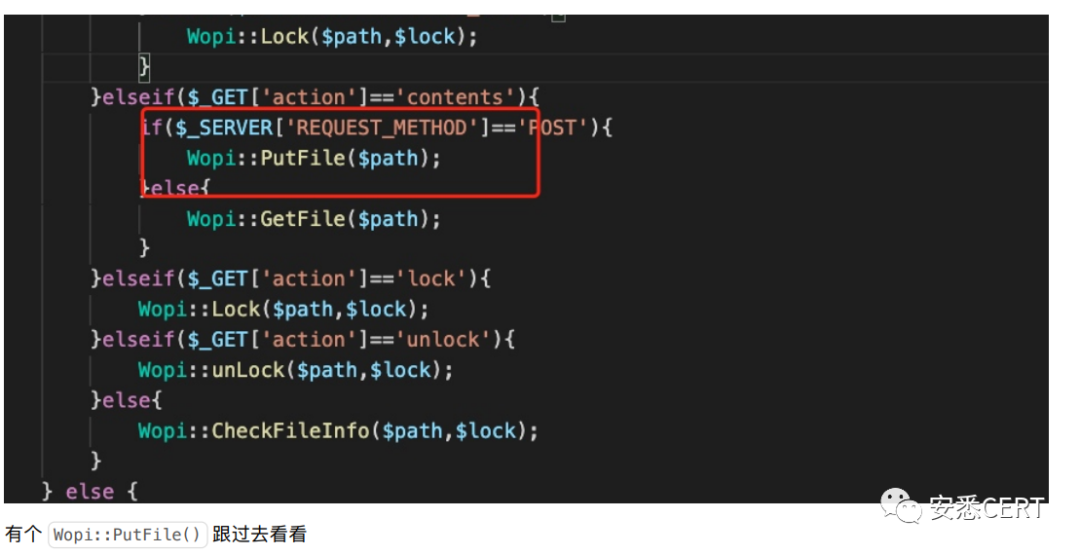 Wopi::Lock($path,$lock);
}
}elseif($_GET['action']=='contents'){
if($_SERVER['REQUEST_METHOD']=='POST'){
Wopi::PutFile($path);
}else{
Wopi::GetFile($path);
}
}elseif($_GET['action']=='lock'){
Wopi::Lock($path,$lock);
}elseif($_GET['action']=='unlock'){
Wopi::unLock($path,$lock);
}else{
Wopi::CheckFileInfo($path,$lock);
}
} else {
安悉CERT
有个 Wopi::PutFile() 跟过去看看